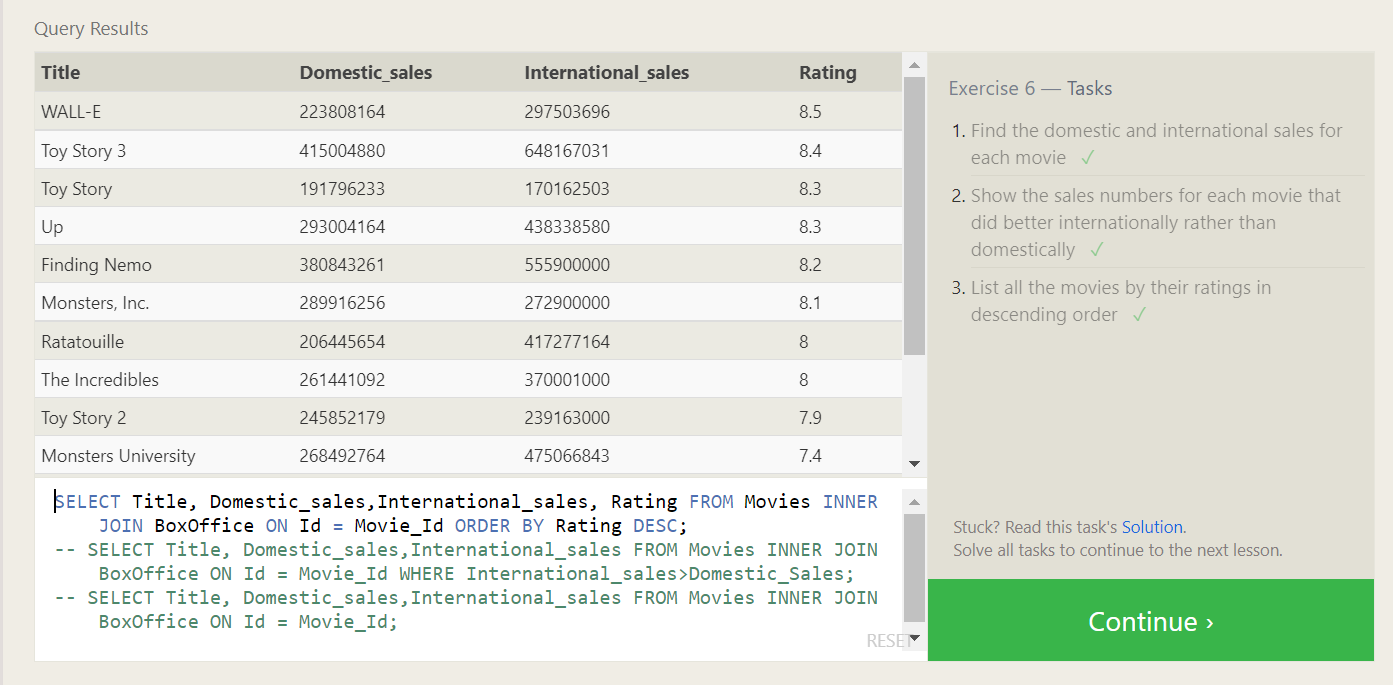 Query Results
Title Domestic_sales International_sales Rating
WALL-E 223808164 297503696 8.5
Toy Story 3 415004880 648167031 8.4
Toy Story 191796233 170162503 8.3
Up 293004164 438338580 8.3
Finding Nemo 380843261 555900000 8.2
Monsters, Inc. 289916256 272900000 8.1
Ratatouille 206445654 417277164 8
The Incredibles 261441092 370001000 8
Toy Story 2 245852179 239163000 7.9
Monsters University 268492764 475066843 7.4
SELECT Title, Domestic_sales,International_sales, Rating FROM Movies INNER
JOIN BoxOffice ON Id = Movie_Id ORDER BY Rating DESC;
-- SELECT Title, Domestic_sales,International_sales FROM Movies INNER JOIN
BoxOffice ON Id = Movie_Id WHERE International_sales>Domestic_Sales;
-- SELECT Title, Domestic_sales,International_sales FROM Movies INNER JOIN
BoxOffice ON Id = Movie_Id;
RESET
Exercise 6 — Tasks
1. Find the domestic and international sales for
each movie ✓
2. Show the sales numbers for each movie that
did better internationally rather than
domestically ✓
3. List all the movies by their ratings in
descending order ✓
Stuck? Read this task's Solution.
Solve all tasks to continue to the next lesson.
Continue ›